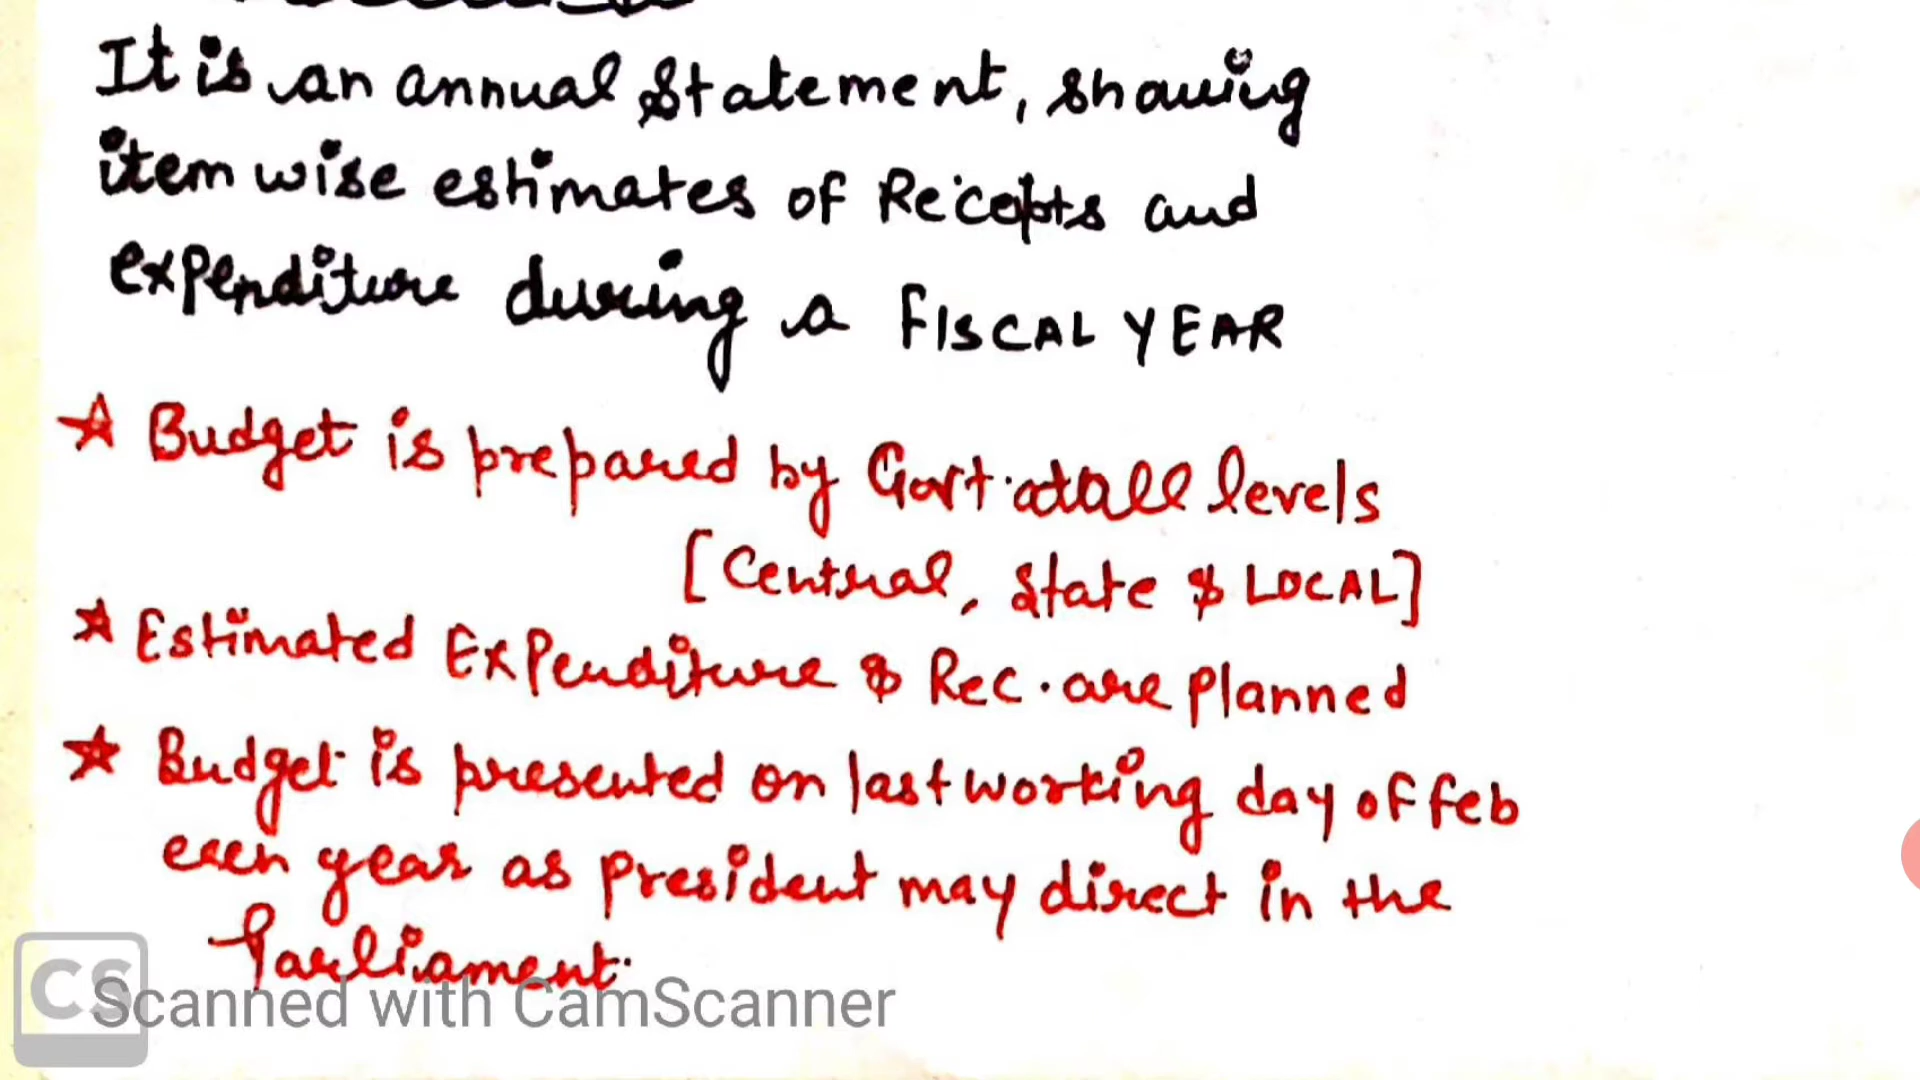 It is an annual Statement, showing
item wise estimates of Receipts and
expenditure during a FISCAL YEAR
☆ Budget is prepared by Govt. at all levels
[Central, State & LOCAL]
☆ Estimated Expenditure & Rec. are planned
☆ Budget is presented on last working day of feb
each year as president may direct in the
Parliament.
CS Scanned with CamScanner